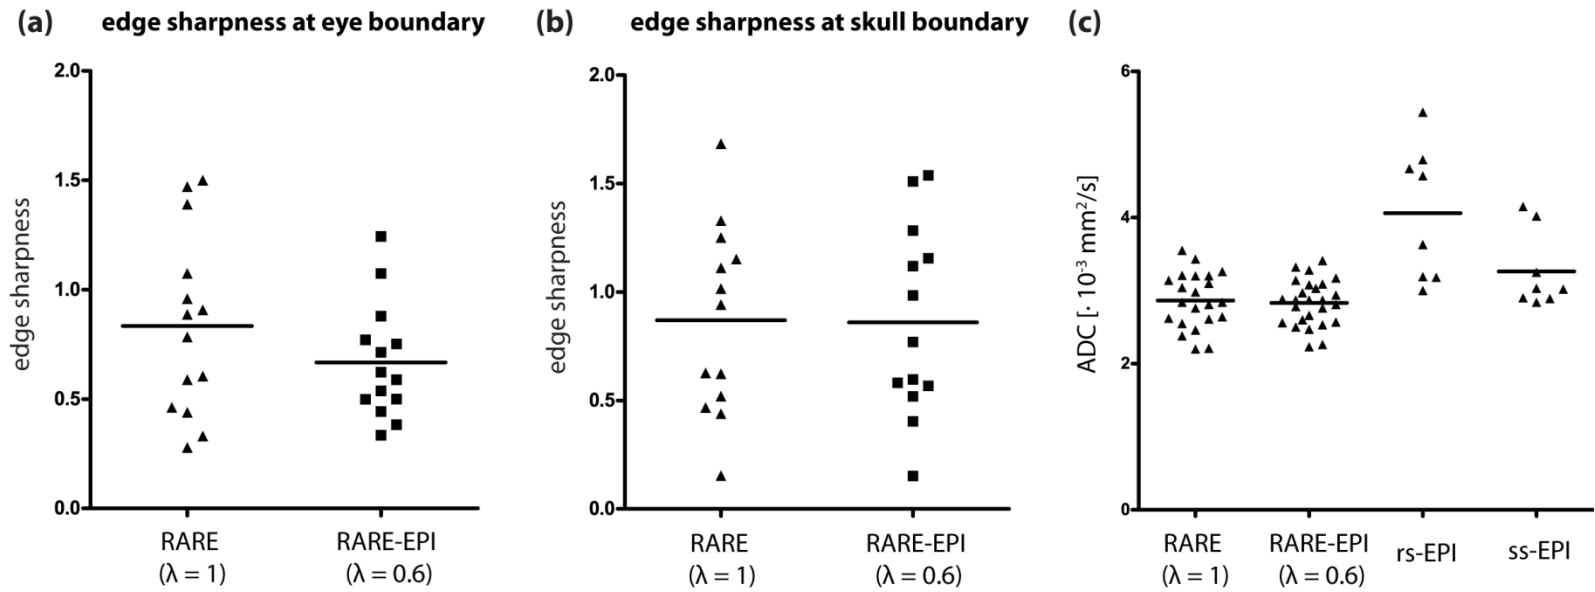 (a) edge sharpness at eye boundary
edge sharpness
2.0
1.5
1.0
0.5
0.0
RARE
(λ = 1)
RARE-EPI
(λ = 0.6)
(b) edge sharpness at skull boundary
edge sharpness
2.0
1.5
1.0
0.5
0.0
RARE
(λ = 1)
RARE-EPI
(λ = 0.6)
(c)
ADC [· 10⁻³ mm²/s]
6
4
2
0
RARE
(λ = 1)
RARE-EPI
(λ = 0.6)
rs-EPI
ss-EPI